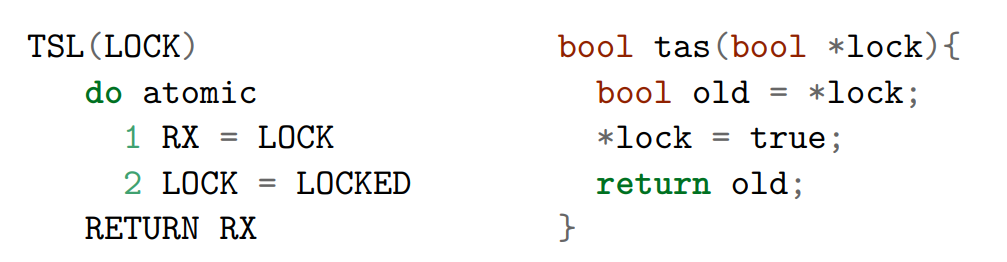 TSL(LOCK)
do atomic
1 RX = LOCK
2 LOCK = LOCKED
RETURN RX
bool tas(bool *lock){
bool old = *lock;
*lock = true;
return old;
}